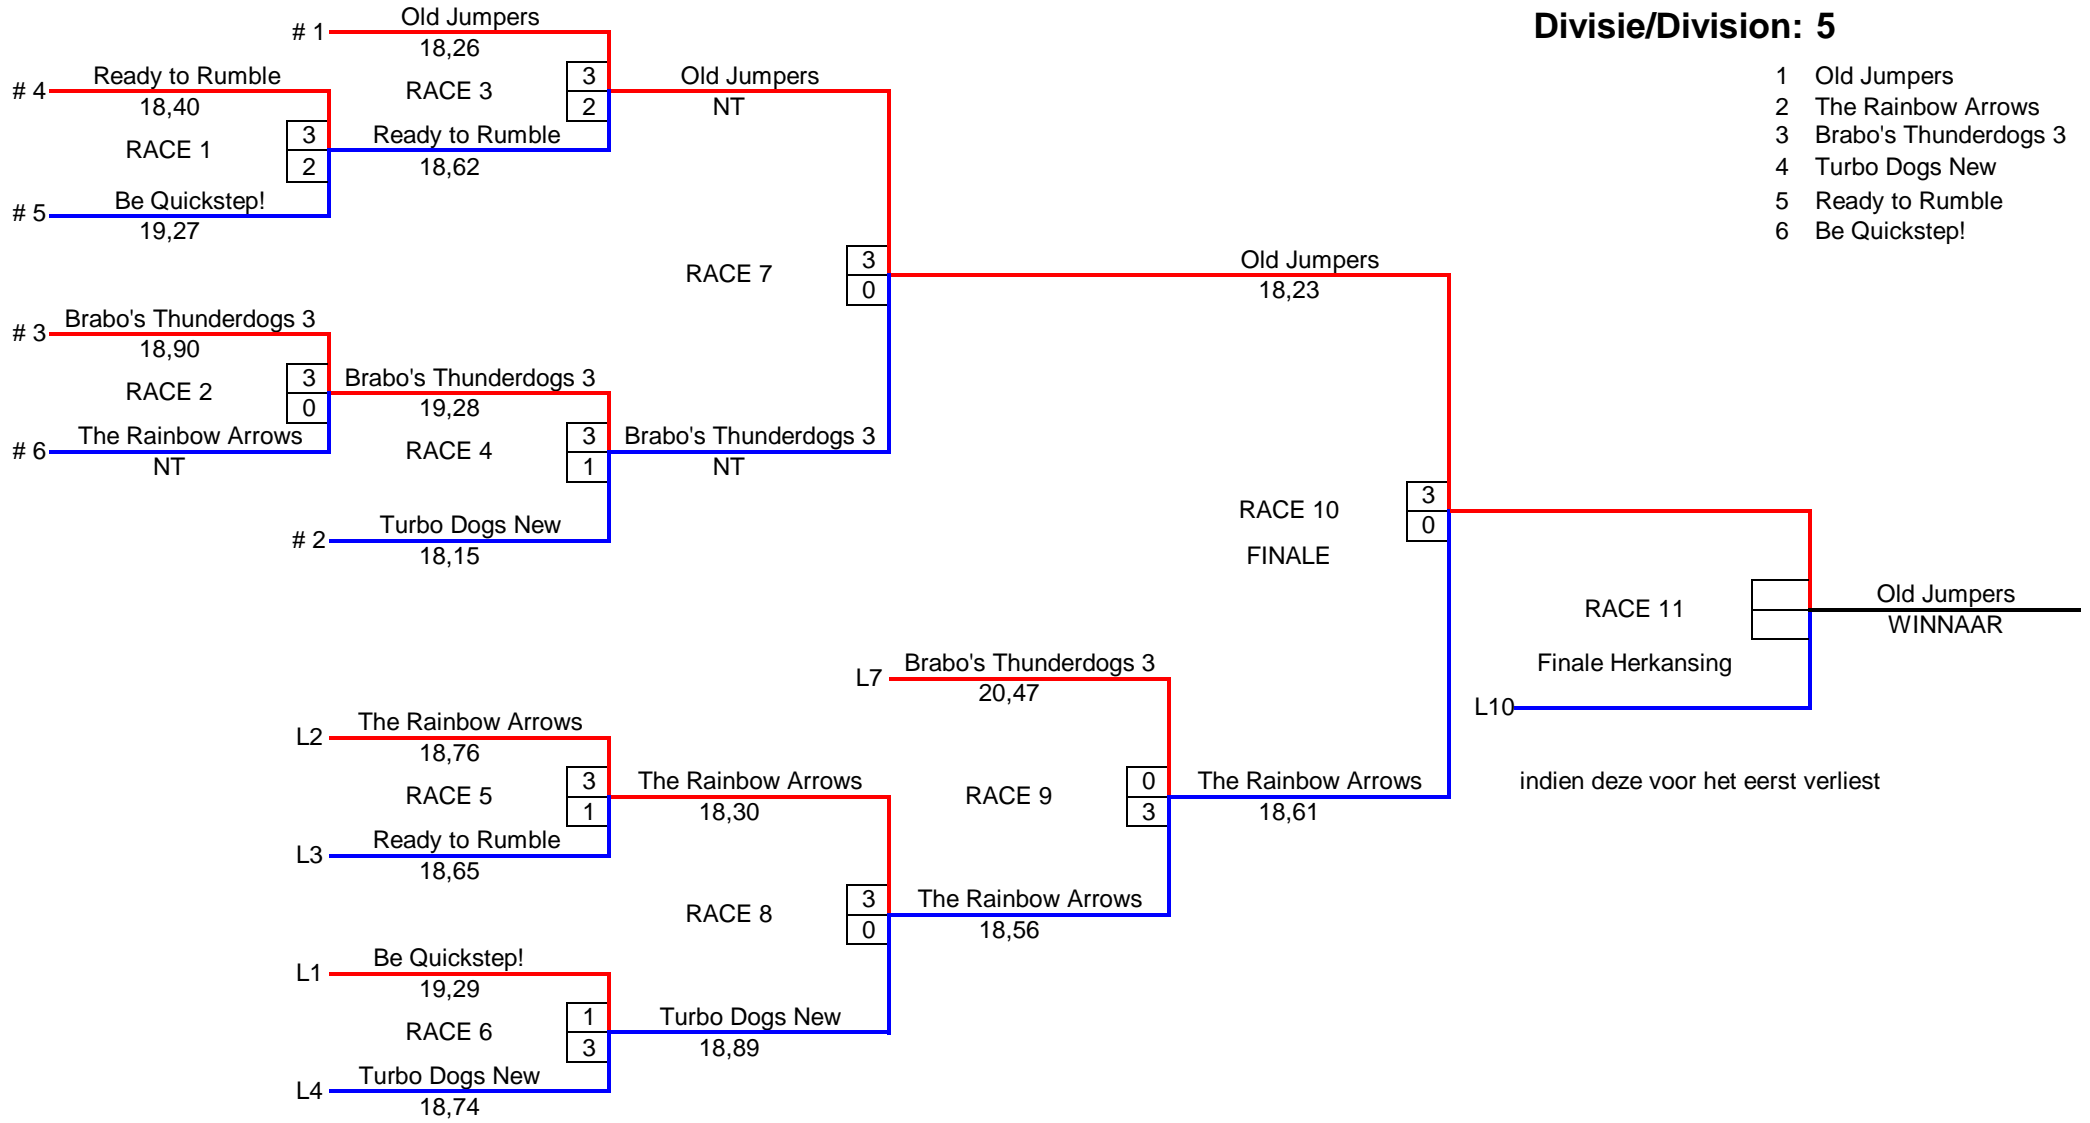 Divisie/Division: 5
1 Old Jumpers
2 The Rainbow Arrows
3 Brabo's Thunderdogs 3
4 Turbo Dogs New
5 Ready to Rumble
6 Be Quickstep!
# 1
Old Jumpers
18,26
# 4
Ready to Rumble
18,40
RACE 1
3
2
# 5
Be Quickstep!
19,27
RACE 3
3
2
Ready to Rumble
18,62
Old Jumpers
NT
# 3
Brabo's Thunderdogs 3
18,90
RACE 2
3
0
# 6
The Rainbow Arrows
NT
Brabo's Thunderdogs 3
19,28
RACE 4
3
1
# 2
Turbo Dogs New
18,15
Brabo's Thunderdogs 3
NT
RACE 7
3
0
Old Jumpers
18,23
L2
The Rainbow Arrows
18,76
RACE 5
3
1
L3
Ready to Rumble
18,65
The Rainbow Arrows
18,30
L1
Be Quickstep!
19,29
RACE 6
1
3
L4
Turbo Dogs New
18,74
Turbo Dogs New
18,89
RACE 8
3
0
L7
Brabo's Thunderdogs 3
20,47
RACE 9
0
3
The Rainbow Arrows
18,56
The Rainbow Arrows
18,61
RACE 10
3
0
FINALE
RACE 11
Finale Herkansing
L10
indien deze voor het eerst verliest
Old Jumpers
WINNAAR